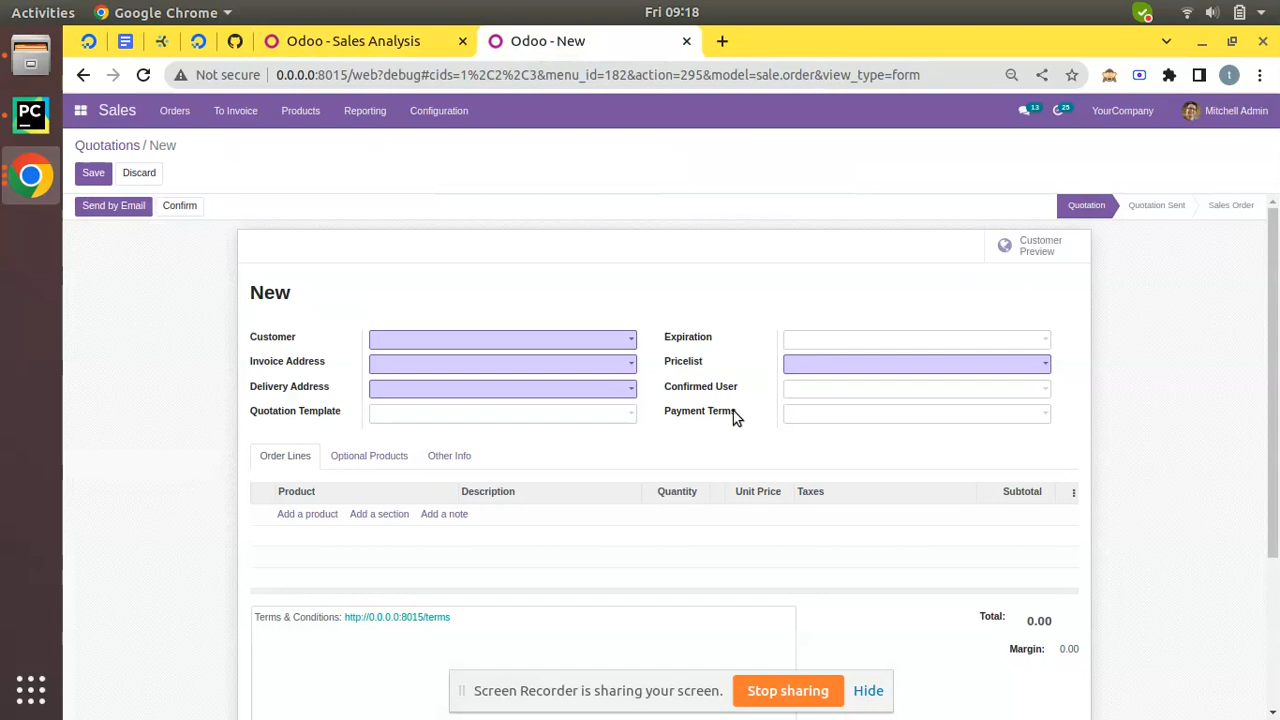 Activities Google Chrome Fri 09:18
Odoo - Sales Analysis Odoo - New
Not secure 0.0.0.0:8015/web?debug#cids=1%2C2%2C3&menu_id=182&action=295&model=sale.order&view_type=form t
Sales Orders To Invoice Products Reporting Configuration 13 25 YourCompany Mitchell Admin
Quotations / New
Save Discard
Send by Email Confirm Quotation Quotation Sent Sales Order
Customer
Preview
New
Customer Expiration
Invoice Address Pricelist
Delivery Address Confirmed User
Quotation Template Payment Terms
Order Lines Optional Products Other Info
Product Description Quantity Unit Price Taxes Subtotal
Add a product Add a section Add a note
Terms & Conditions: http://0.0.0.0:8015/terms Total: 0.00
Margin: 0.00
Screen Recorder is sharing your screen. Stop sharing Hide
PC